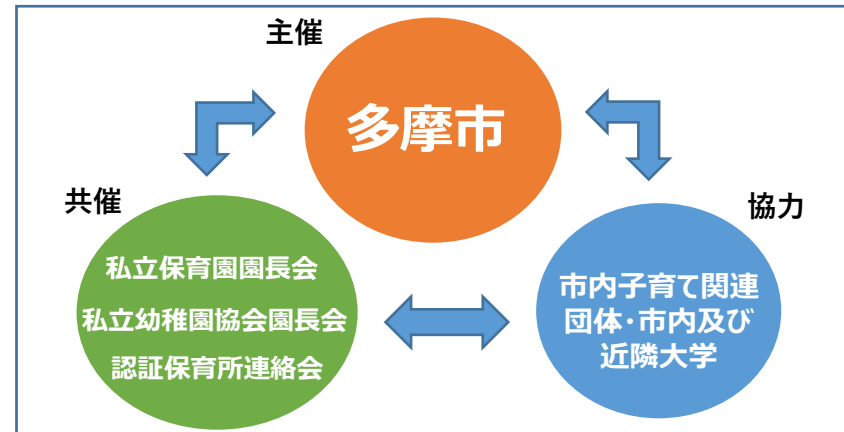 主催
多摩市
共催
私立保育園園長会
私立幼稚園協会園長会
認証保育所連絡会
協力
市内子育て関連
団体・市内及び
近隣大学